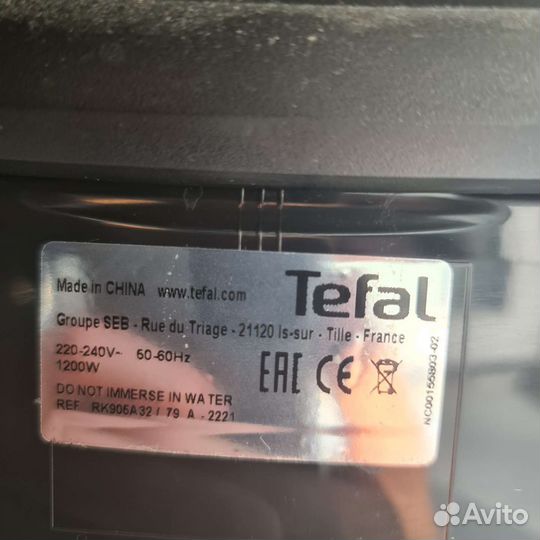 Made in CHINA www.tefal.com Tefal
Groupe SEB - Rue du Triage - 21120 Is-sur - Tille - France
220-240V~ 50-60Hz
1200W
EAC CE
DO NOT IMMERSE IN WATER
REF RK905A32 / 79 A - 2221
NC00155803-02
Avito